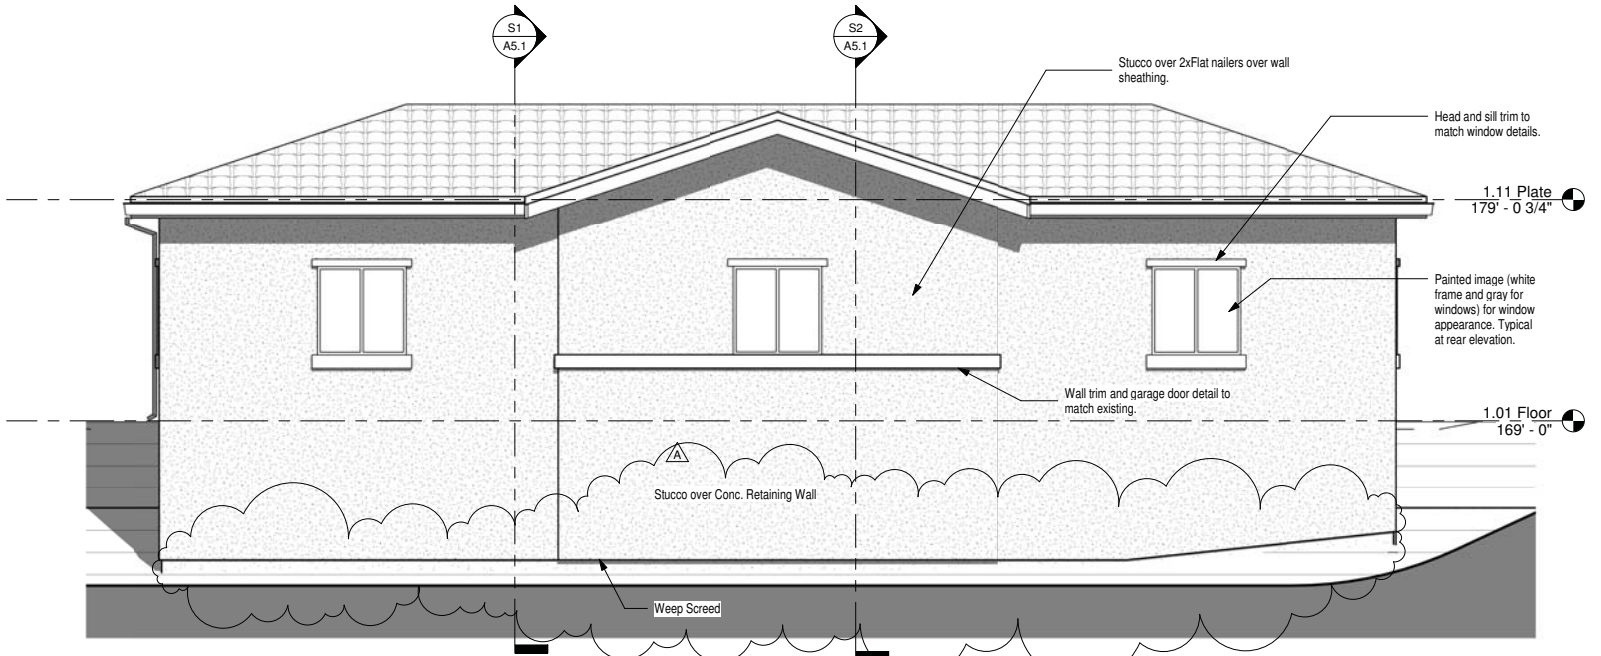 S1
A5.1
S2
A5.1
Stucco over 2xFlat nailers over wall
sheathing.
Head and sill trim to
match window details.
1.11 Plate
179' - 0 3/4"
Painted image (white
frame and gray for
windows) for window
appearance. Typical
at rear elevation.
Wall trim and garage door detail to
match existing.
1.01 Floor
169' - 0"
A
Stucco over Conc. Retaining Wall
Weep Screed